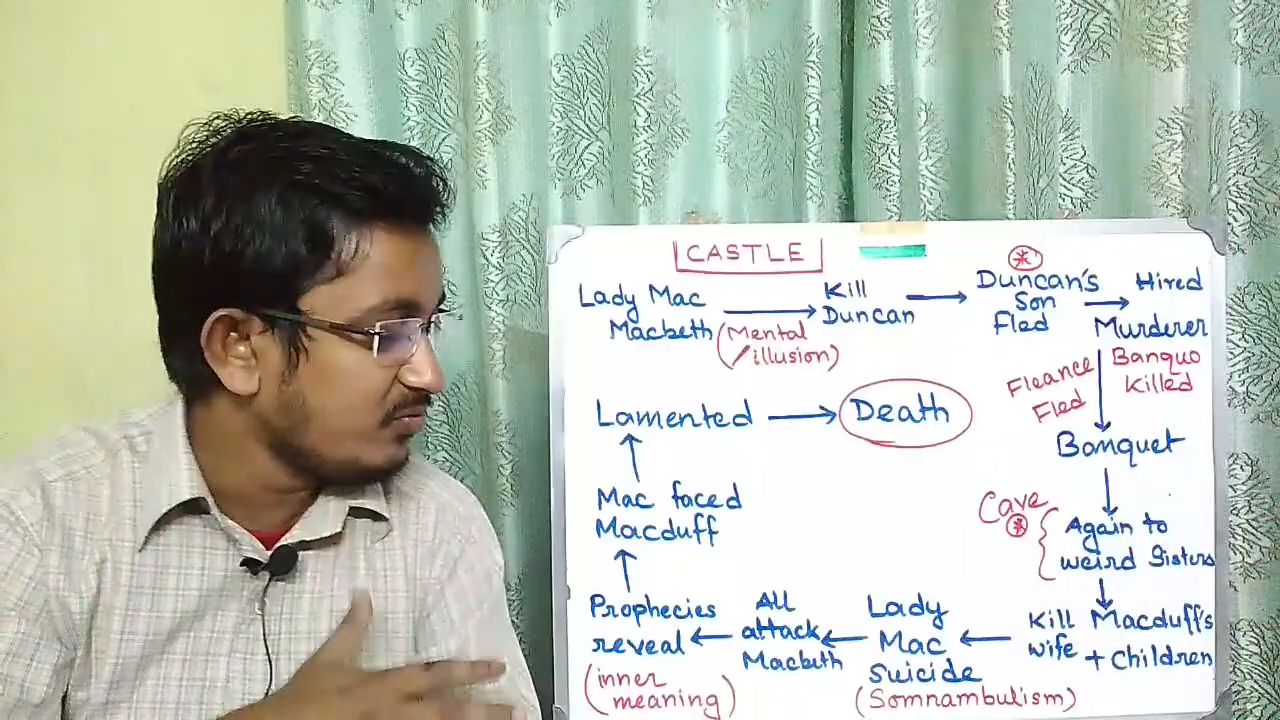 CASTLE
Lady Mac
Macbeth
(Mental
/illusion)
Kill
Duncan
Duncan's
Son
Fled
Hired
Murderer
Banquo
Killed
Fleance
Fled
Banquet
Cave
Again to
weird Sisters
Kill Macduff's
wife + Children
Lady
Mac
Suicide
(Somnambulism)
All
attack
Macbeth
Prophecies
reveal
(inner
meaning)
Mac faced
Macduff
Lamented
Death